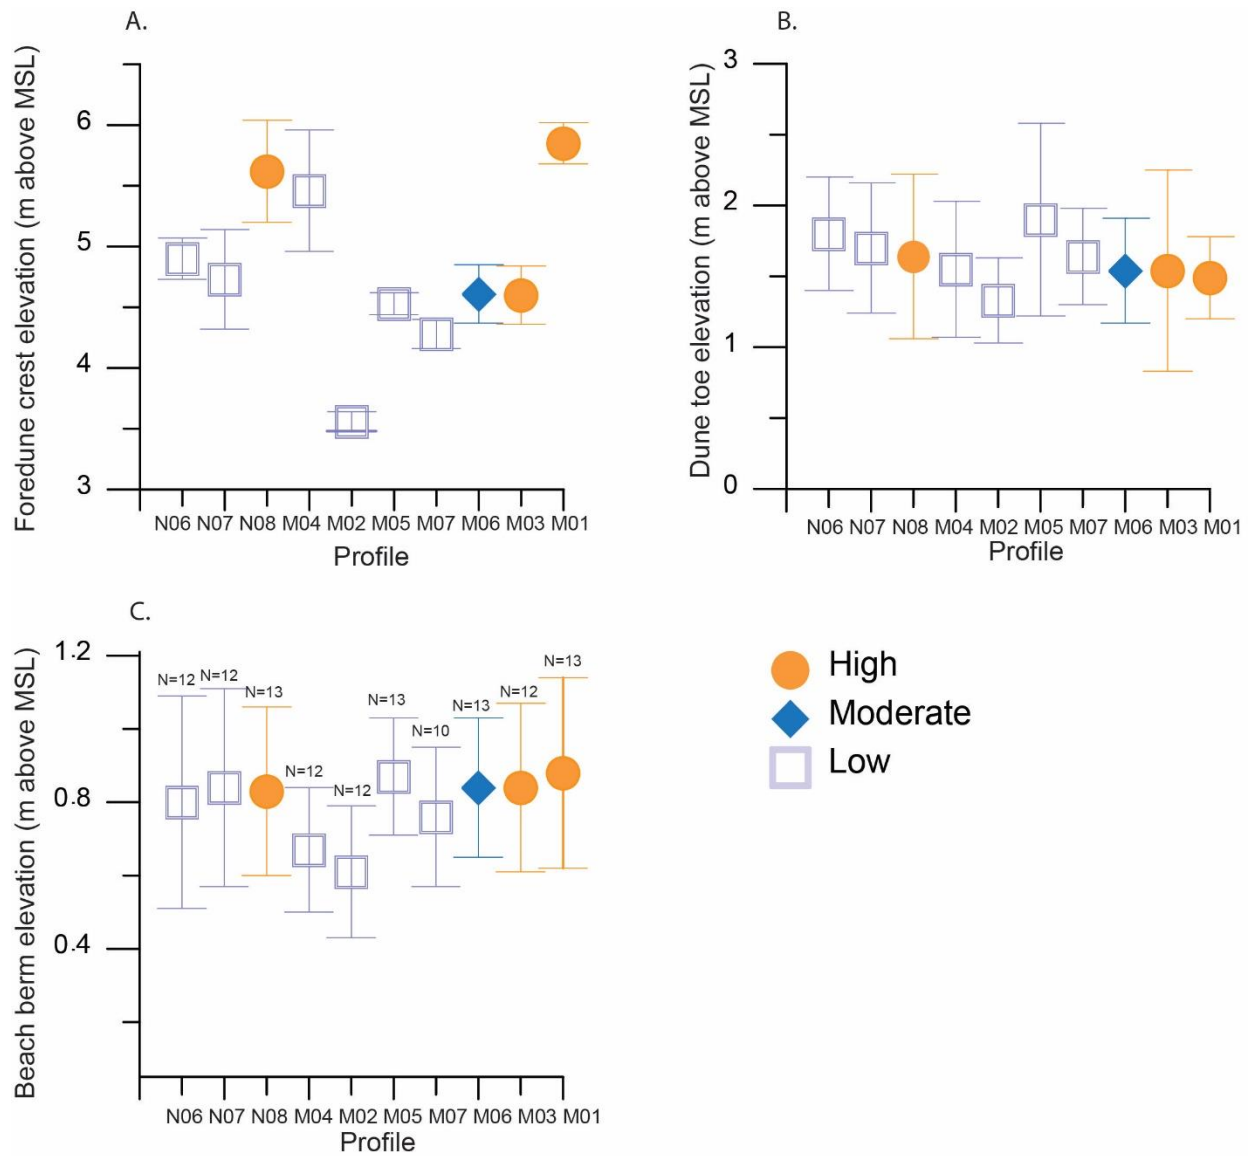 A.
Foredune crest elevation (m above MSL)
6
5
4
3
N06 N07 N08 M04 M02 M05 M07 M06 M03 M01
Profile
B.
Dune toe elevation (m above MSL)
3
2
1
0
N06 N07 N08 M04 M02 M05 M07 M06 M03 M01
Profile
C.
Beach berm elevation (m above MSL)
1.2
0.8
0.4
N=12 N=12 N=13 N=12 N=12 N=13 N=10 N=13 N=12 N=13
N06 N07 N08 M04 M02 M05 M07 M06 M03 M01
Profile
High
Moderate
Low